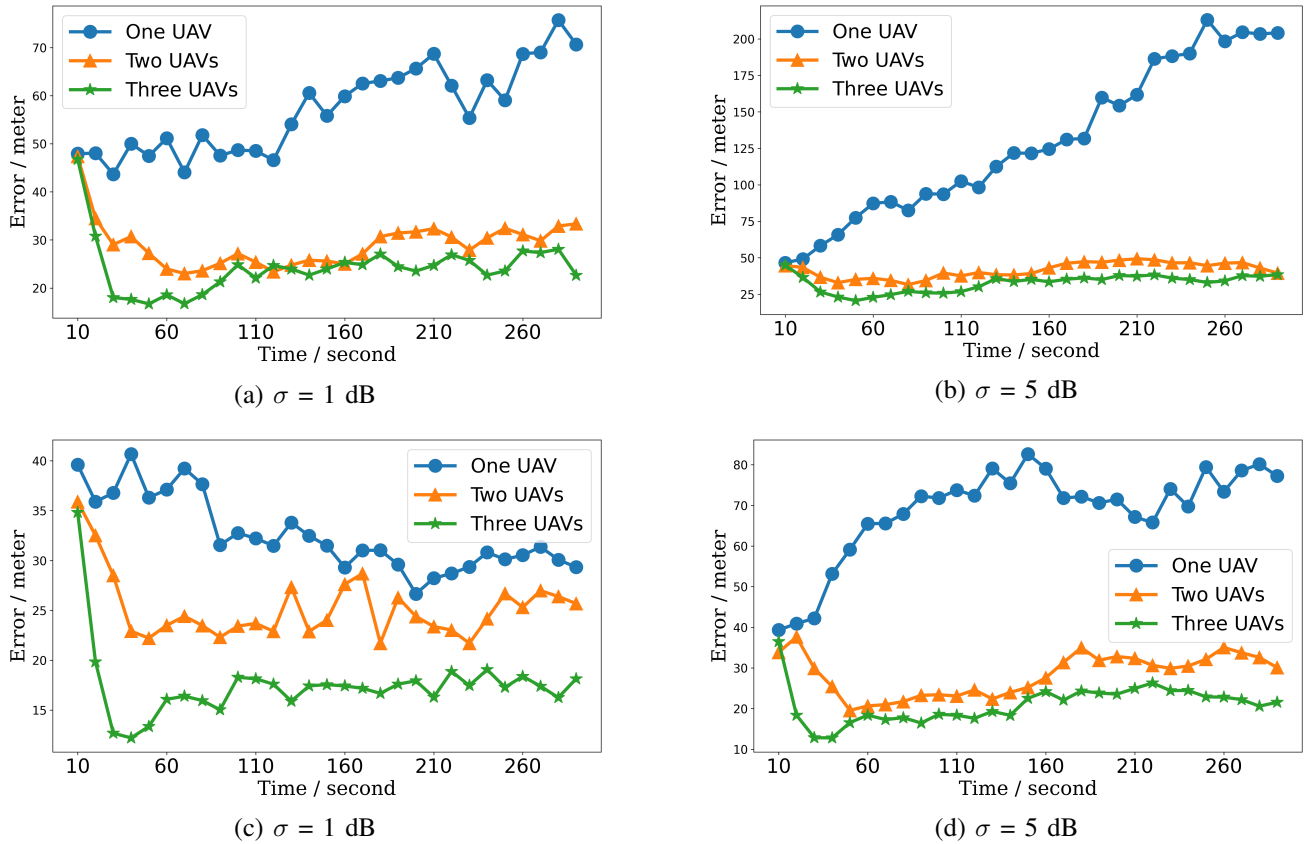 One UAV
Two UAVs
Three UAVs
70
60
50
40
30
20
Error / meter
10 60 110 160 210 260
Time / second
(a) σ = 1 dB
One UAV
Two UAVs
Three UAVs
200
175
150
125
100
75
50
25
Error / meter
10 60 110 160 210 260
Time / second
(b) σ = 5 dB
One UAV
Two UAVs
Three UAVs
40
35
30
25
20
15
Error / meter
10 60 110 160 210 260
Time / second
(c) σ = 1 dB
One UAV
Two UAVs
Three UAVs
80
70
60
50
40
30
20
10
Error / meter
10 60 110 160 210 260
Time / second
(d) σ = 5 dB